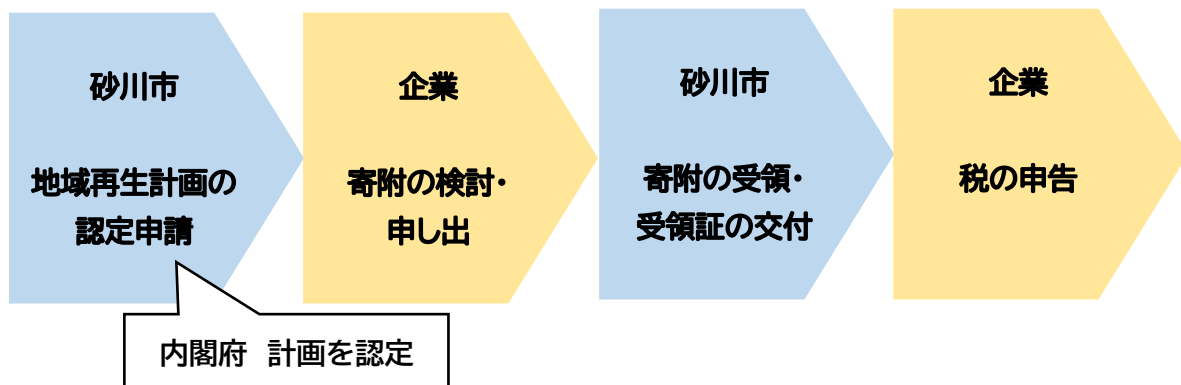 砂川市
地域再生計画の
認定申請
企業
寄附の検討・
申し出
砂川市
寄附の受領・
受領証の交付
企業
税の申告
内閣府 計画を認定